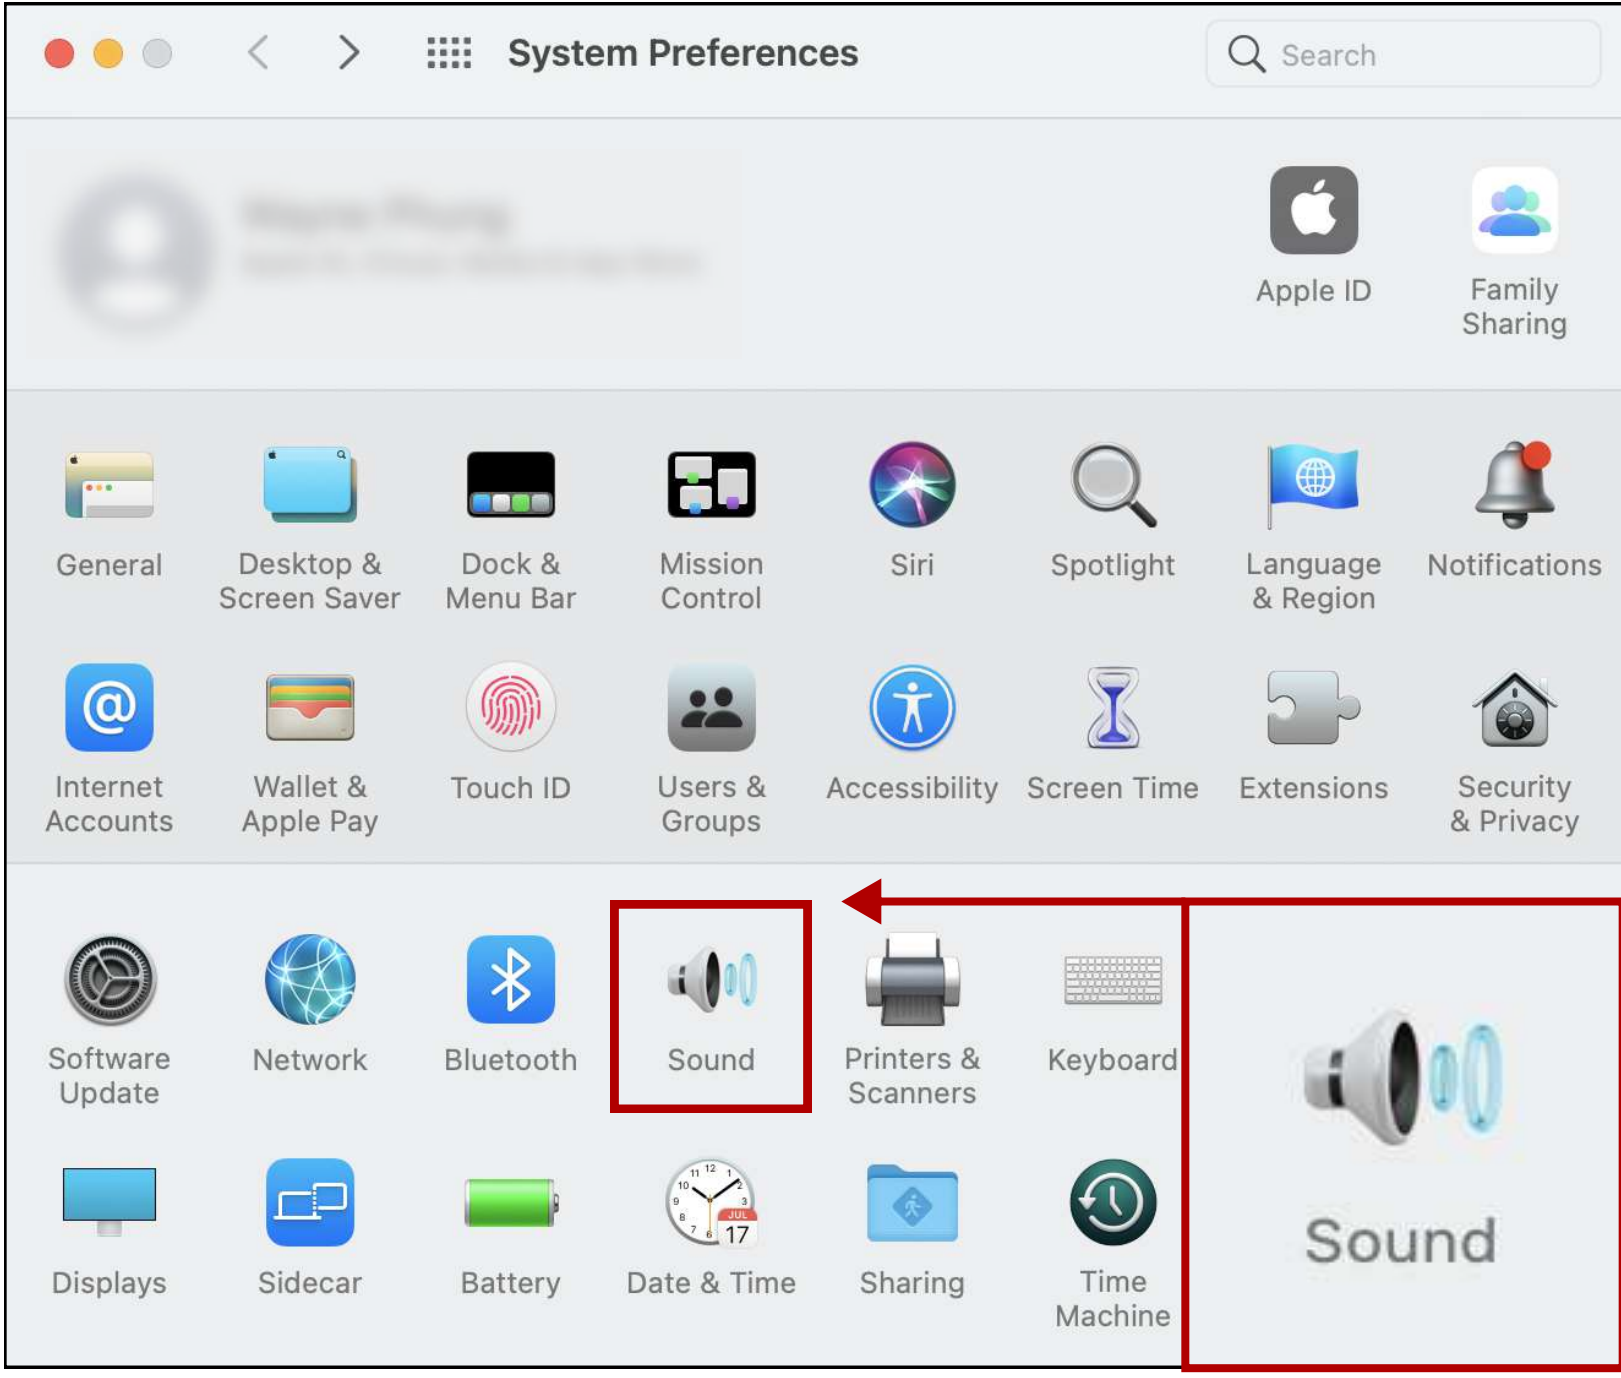 System Preferences
Search
Apple ID
Family
Sharing
General
Desktop &
Screen Saver
Dock &
Menu Bar
Mission
Control
Siri
Spotlight
Language
& Region
Notifications
Internet
Accounts
Wallet &
Apple Pay
Touch ID
Users &
Groups
Accessibility
Screen Time
Extensions
Security
& Privacy
Software
Update
Network
Bluetooth
Sound
Printers &
Scanners
Keyboard
Displays
Sidecar
Battery
JUL
17
Date & Time
Sharing
Time
Machine
Sound